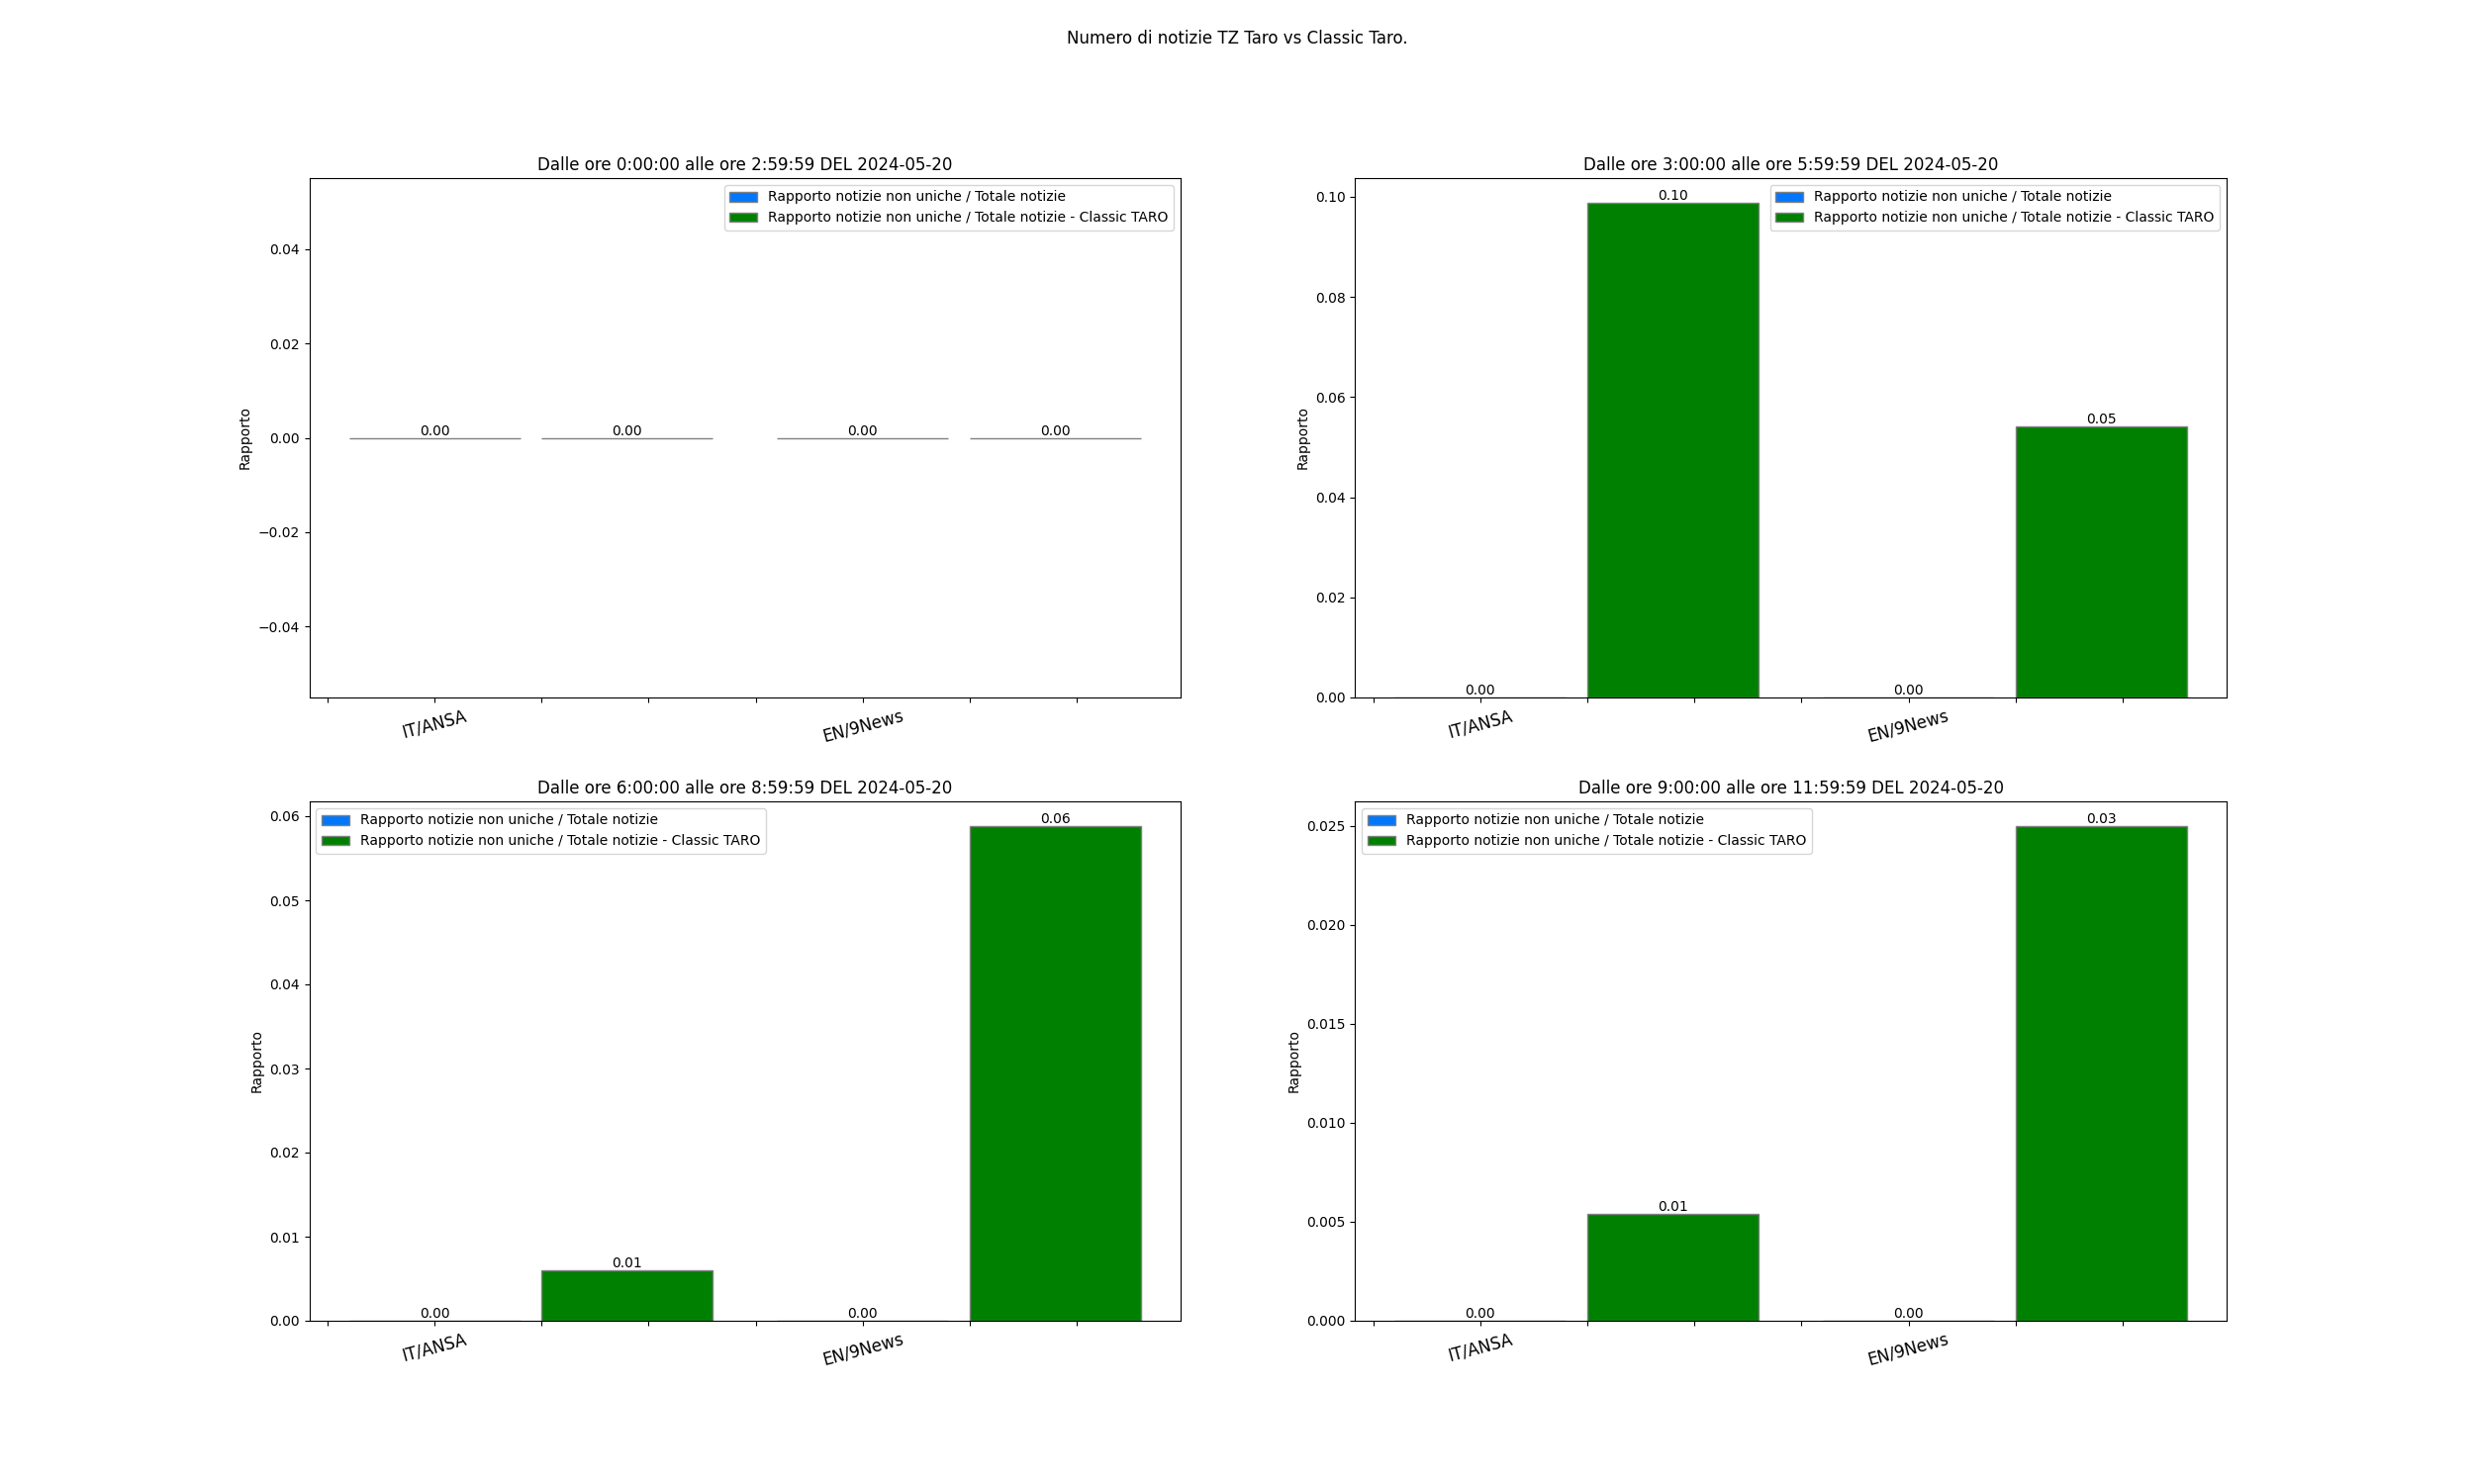 Numero di notizie TZ Taro vs Classic Taro.
Dalle ore 0:00:00 alle ore 2:59:59 DEL 2024-05-20
Rapporto notizie non uniche / Totale notizie
Rapporto notizie non uniche / Totale notizie - Classic TARO
0.04
0.02
0.00
−0.02
−0.04
Rapporto
0.00
0.00
0.00
0.00
IT/ANSA
EN/9News
Dalle ore 3:00:00 alle ore 5:59:59 DEL 2024-05-20
Rapporto notizie non uniche / Totale notizie
Rapporto notizie non uniche / Totale notizie - Classic TARO
0.10
0.08
0.06
0.04
0.02
0.00
Rapporto
0.00
0.10
0.00
0.05
IT/ANSA
EN/9News
Dalle ore 6:00:00 alle ore 8:59:59 DEL 2024-05-20
Rapporto notizie non uniche / Totale notizie
Rapporto notizie non uniche / Totale notizie - Classic TARO
0.06
0.05
0.04
0.03
0.02
0.01
0.00
Rapporto
0.00
0.01
0.00
0.06
IT/ANSA
EN/9News
Dalle ore 9:00:00 alle ore 11:59:59 DEL 2024-05-20
Rapporto notizie non uniche / Totale notizie
Rapporto notizie non uniche / Totale notizie - Classic TARO
0.025
0.020
0.015
0.010
0.005
0.000
Rapporto
0.00
0.01
0.00
0.03
IT/ANSA
EN/9News